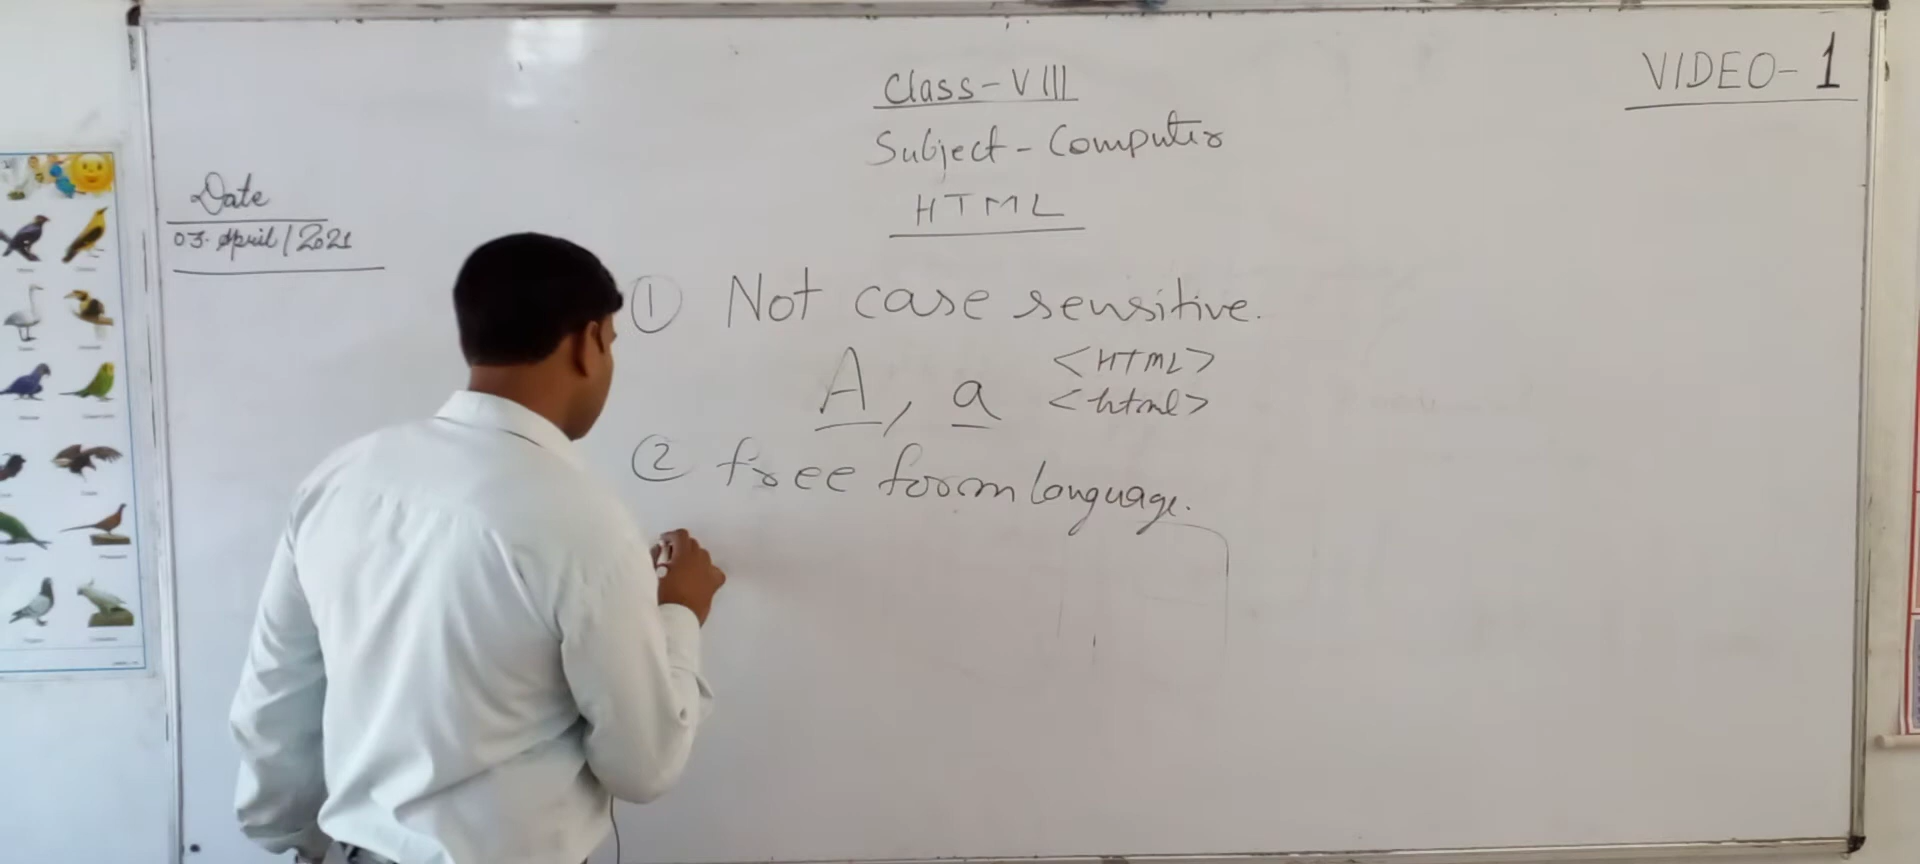 VIDEO-1
Class-VIII
Subject-Computer
HTML
Date
03. April/2021
① Not case sensitive.
A, a
<HTML>
<html>
② free form language.